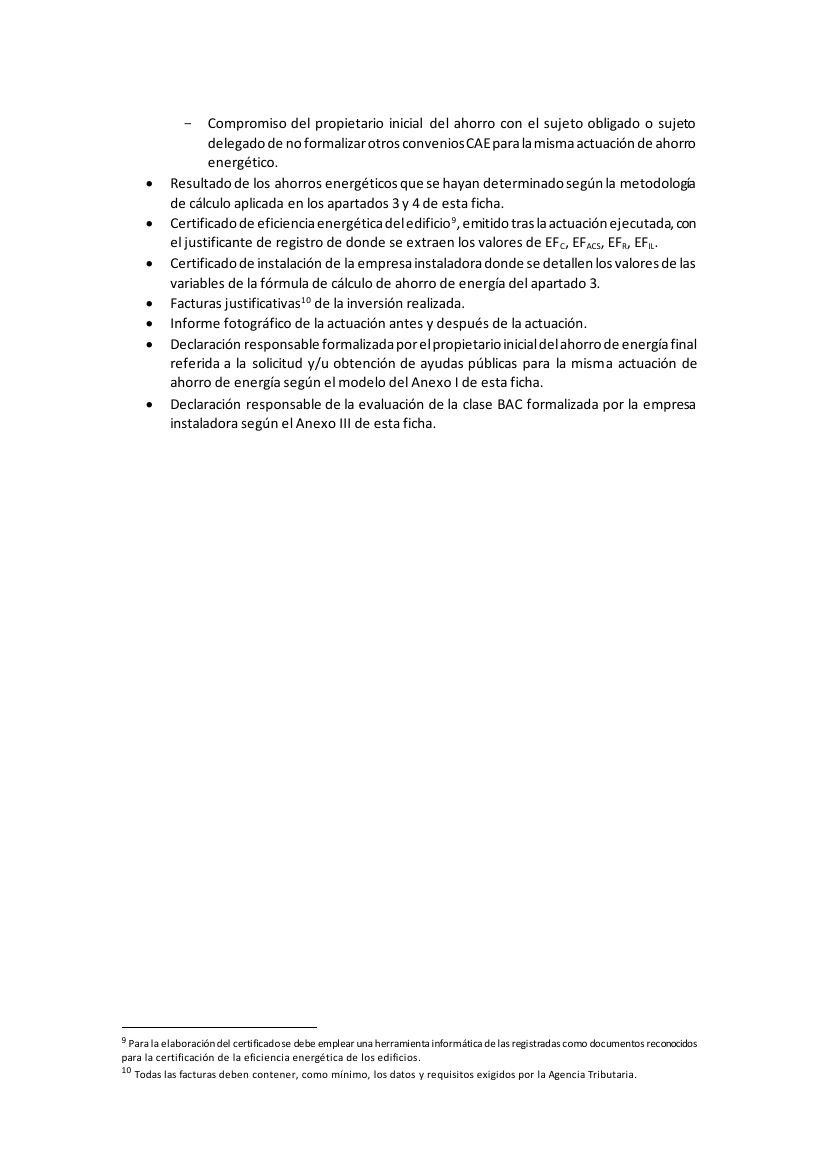 – Compromiso del propietario inicial del ahorro con el sujeto obligado o sujeto
delegado de no formalizar otros convenios CAE para la misma actuación de ahorro
energético.
• Resultado de los ahorros energéticos que se hayan determinado según la metodología
de cálculo aplicada en los apartados 3 y 4 de esta ficha.
• Certificado de eficiencia energética del edificio⁹, emitido tras la actuación ejecutada, con
el justificante de registro de donde se extraen los valores de EFC, EFACS, EFR, EFIL.
• Certificado de instalación de la empresa instaladora donde se detallen los valores de las
variables de la fórmula de cálculo de ahorro de energía del apartado 3.
• Facturas justificativas¹⁰ de la inversión realizada.
• Informe fotográfico de la actuación antes y después de la actuación.
• Declaración responsable formalizada por el propietario inicial del ahorro de energía final
referida a la solicitud y/u obtención de ayudas públicas para la misma actuación de
ahorro de energía según el modelo del Anexo I de esta ficha.
• Declaración responsable de la evaluación de la clase BAC formalizada por la empresa
instaladora según el Anexo III de esta ficha.
⁹ Para la elaboración del certificado se debe emplear una herramienta informática de las registradas como documentos reconocidos
para la certificación de la eficiencia energética de los edificios.
¹⁰ Todas las facturas deben contener, como mínimo, los datos y requisitos exigidos por la Agencia Tributaria.